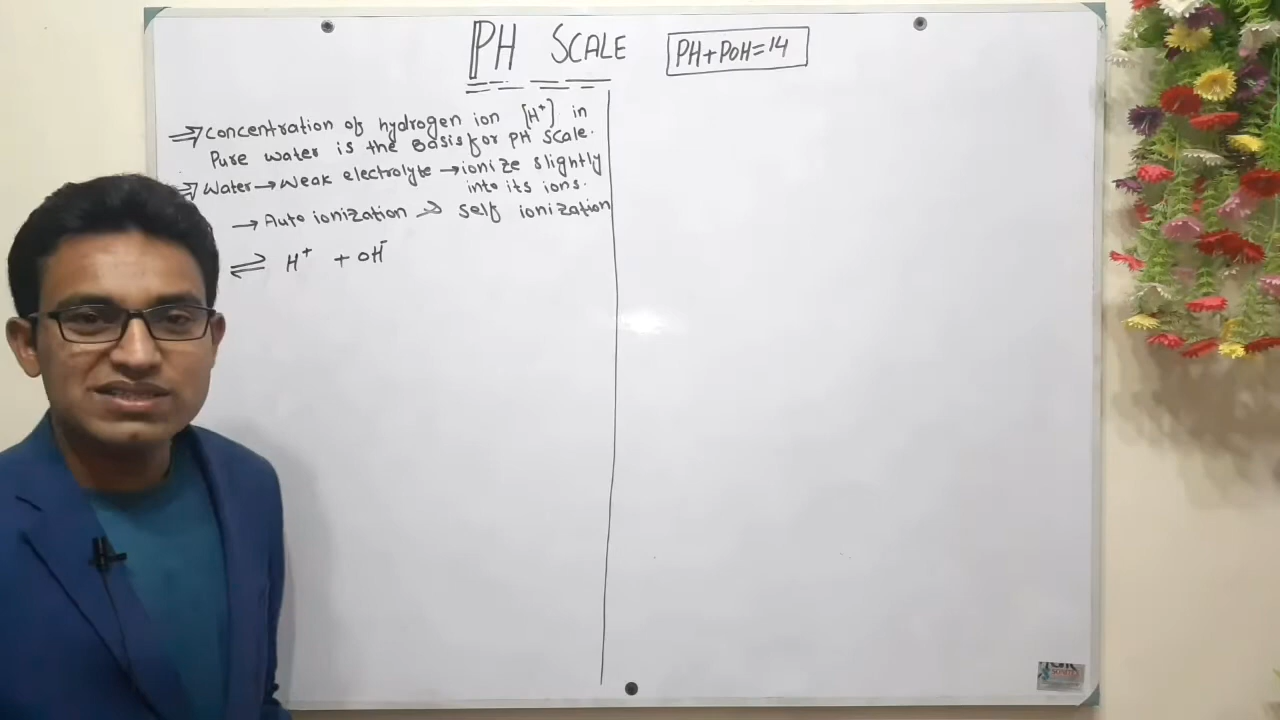 PH SCALE
PH+POH=14
⇒ Concentration of hydrogen ion [H⁺] in
Pure water is the Basis for PH Scale.
⇒ Water → Weak electrolyte → ionize slightly
into its ions.
→ Auto ionization → Self ionization
⇌ H⁺ + OH⁻